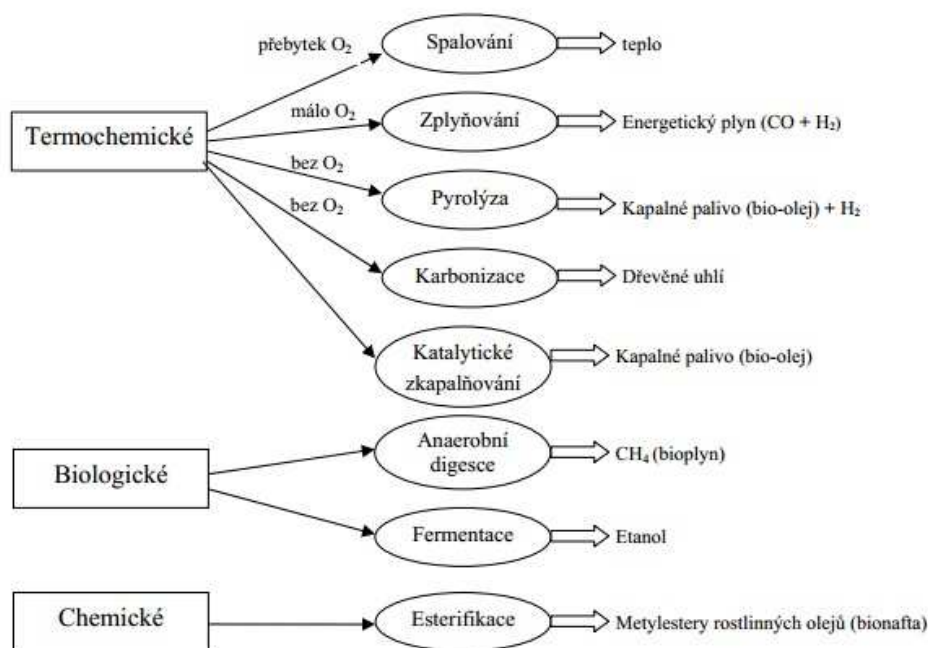 přebytek O₂
Spalování
teplo
málo O₂
Zplyňování
Energetický plyn (CO + H₂)
Termochemické
bez O₂
Pyrolýza
Kapalné palivo (bio-olej) + H₂
bez O₂
Karbonizace
Dřevěné uhlí
Katalytické
zkapalňování
Kapalné palivo (bio-olej)
Biologické
Anaerobní
digesce
CH₄ (bioplyn)
Fermentace
Etanol
Chemické
Esterifikace
Metylestery rostlinných olejů (bionafta)